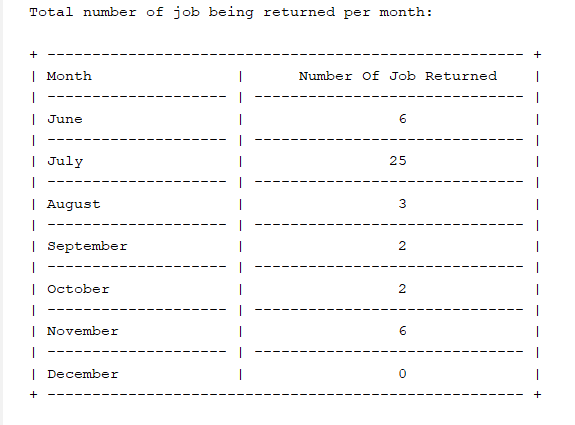 Total number of job being returned per month:
+ ----------------------------------------------------- +
| Month | Number Of Job Returned |
| -------------------- | ------------------------------ |
| June | 6 |
| -------------------- | ------------------------------ |
| July | 25 |
| -------------------- | ------------------------------ |
| August | 3 |
| -------------------- | ------------------------------ |
| September | 2 |
| -------------------- | ------------------------------ |
| October | 2 |
| -------------------- | ------------------------------ |
| November | 6 |
| -------------------- | ------------------------------ |
| December | 0 |
+ ----------------------------------------------------- +